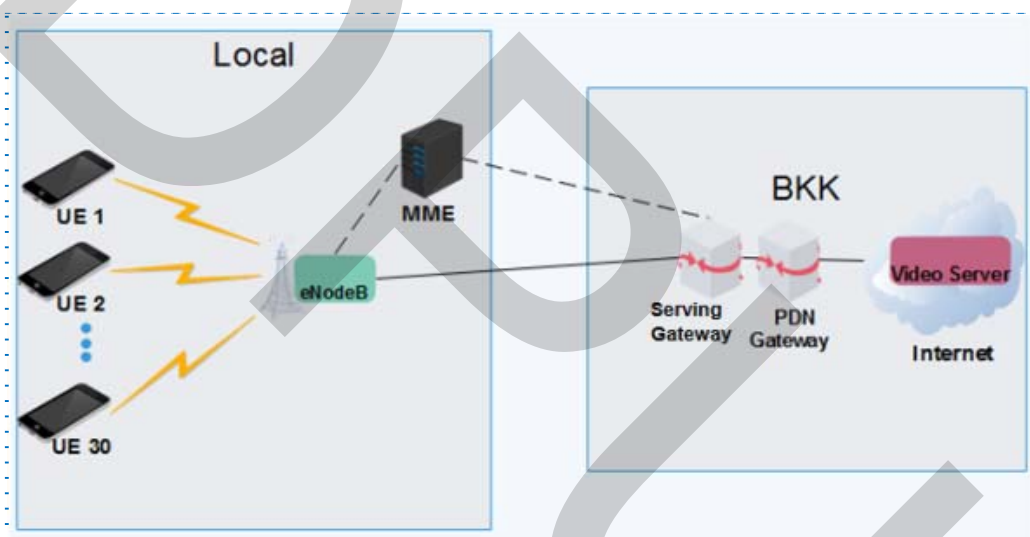 Local
BKK
MME
UE 1
UE 2
UE 30
eNodeB
Serving
Gateway
PDN
Gateway
Video Server
Internet